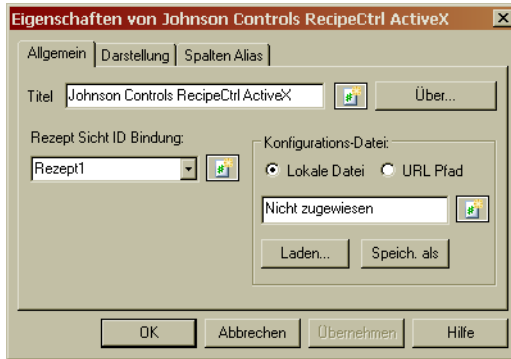 Eigenschaften von Johnson Controls RecipeCtrl ActiveX
Allgemein Darstellung Spalten Alias
Titel Johnson Controls RecipeCtrl ActiveX Über...
Rezept Sicht ID Bindung:
Rezept1
Konfigurations-Datei:
Lokale Datei URL Pfad
Nicht zugewiesen
Laden... Speich. als
OK Abbrechen Übernehmen Hilfe